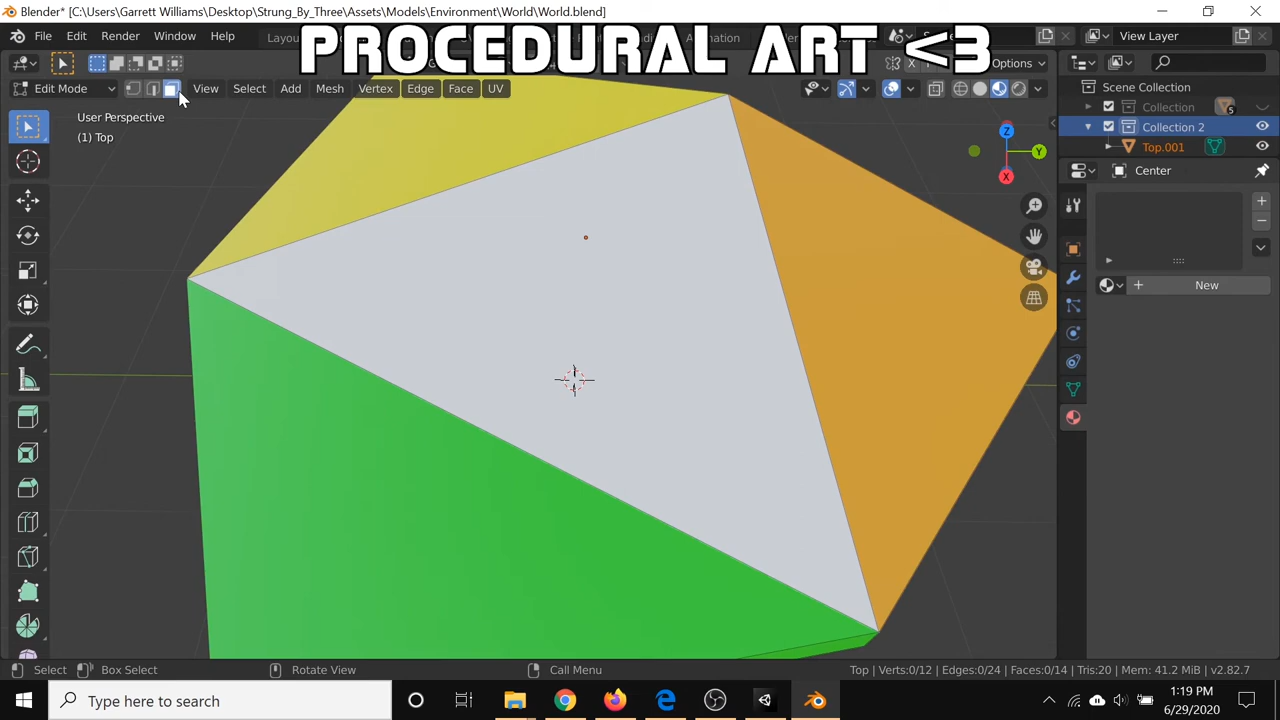 Blender* [C:\Users\Garrett Williams\Desktop\Strung_By_Three\Assets\Models\Environment\World\World.blend]
PROCEDURAL ART <3
File Edit Render Window Help
View Layer
Options
Edit Mode View Select Add Mesh Vertex Edge Face UV
Scene Collection
User Perspective
(1) Top
Collection 5
Collection 2
Top.001
Center
New
Z
Y
X
Select Box Select Rotate View Call Menu Top | Verts:0/12 | Edges:0/24 | Faces:0/14 | Tris:20 | Mem: 41.2 MiB | v2.82.7
Type here to search
1:19 PM
6/29/2020